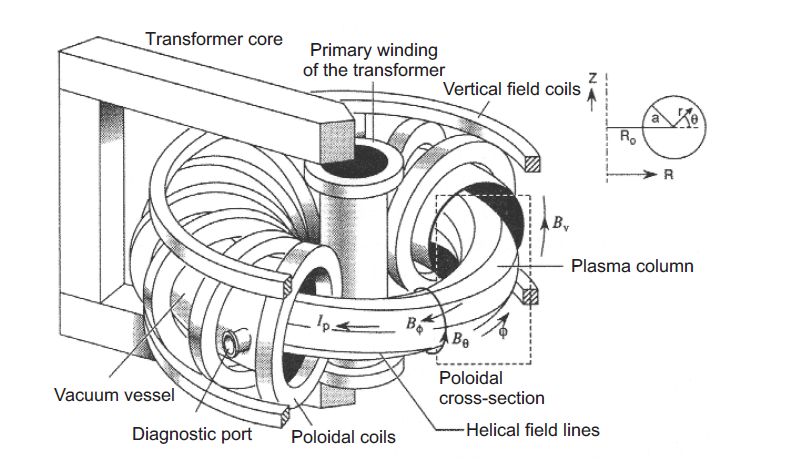 Transformer core
Primary winding
of the transformer
Vertical field coils
Z
a
r
θ
R₀
R
Bᵥ
Plasma column
Iₚ
Bϕ
Bθ
ϕ
Poloidal
cross-section
Vacuum vessel
Diagnostic port
Poloidal coils
Helical field lines